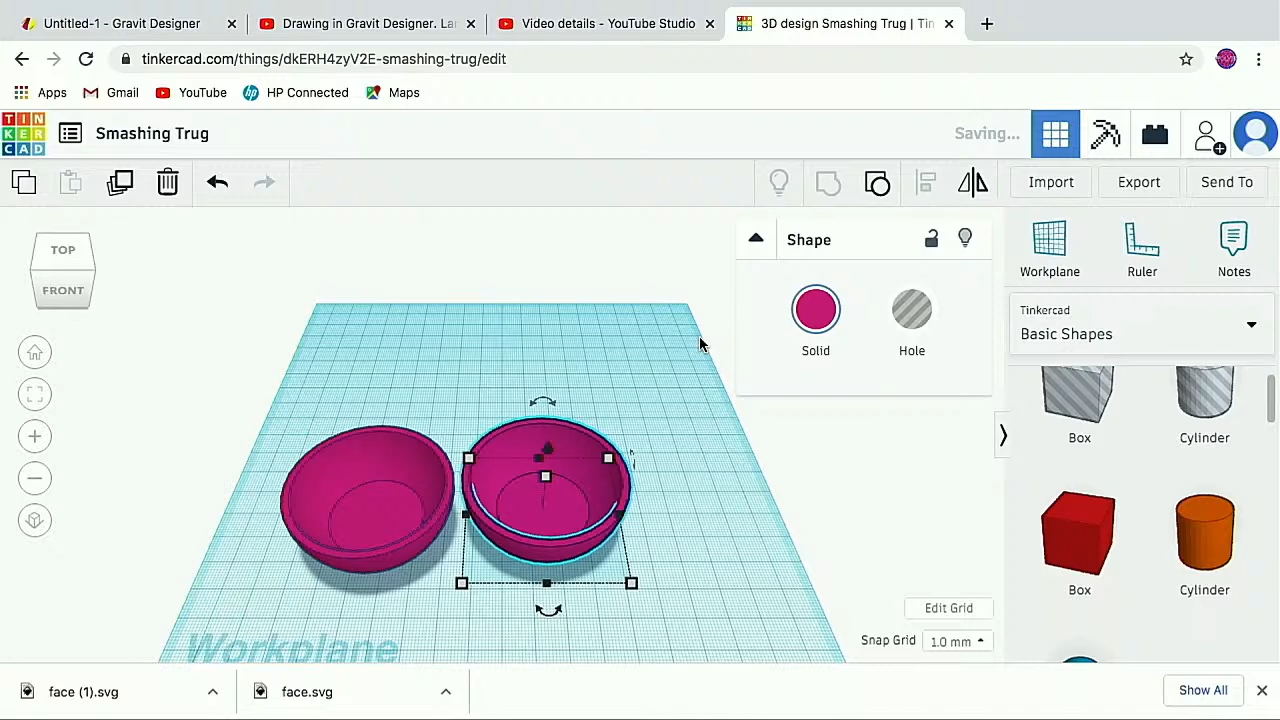 Untitled-1 - Gravit Designer
Drawing in Gravit Designer. La
Video details - YouTube Studio
3D design Smashing Trug | Tin
tinkercad.com/things/dkERH4zyV2E-smashing-trug/edit
Apps
Gmail
YouTube
HP Connected
Maps
TIN
KER
CAD
Smashing Trug
Saving...
Import
Export
Send To
TOP
FRONT
Shape
Solid
Hole
Workplane
Ruler
Notes
Tinkercad
Basic Shapes
Box
Cylinder
Box
Cylinder
Workplane
Edit Grid
Snap Grid
1.0 mm
face (1).svg
face.svg
Show All